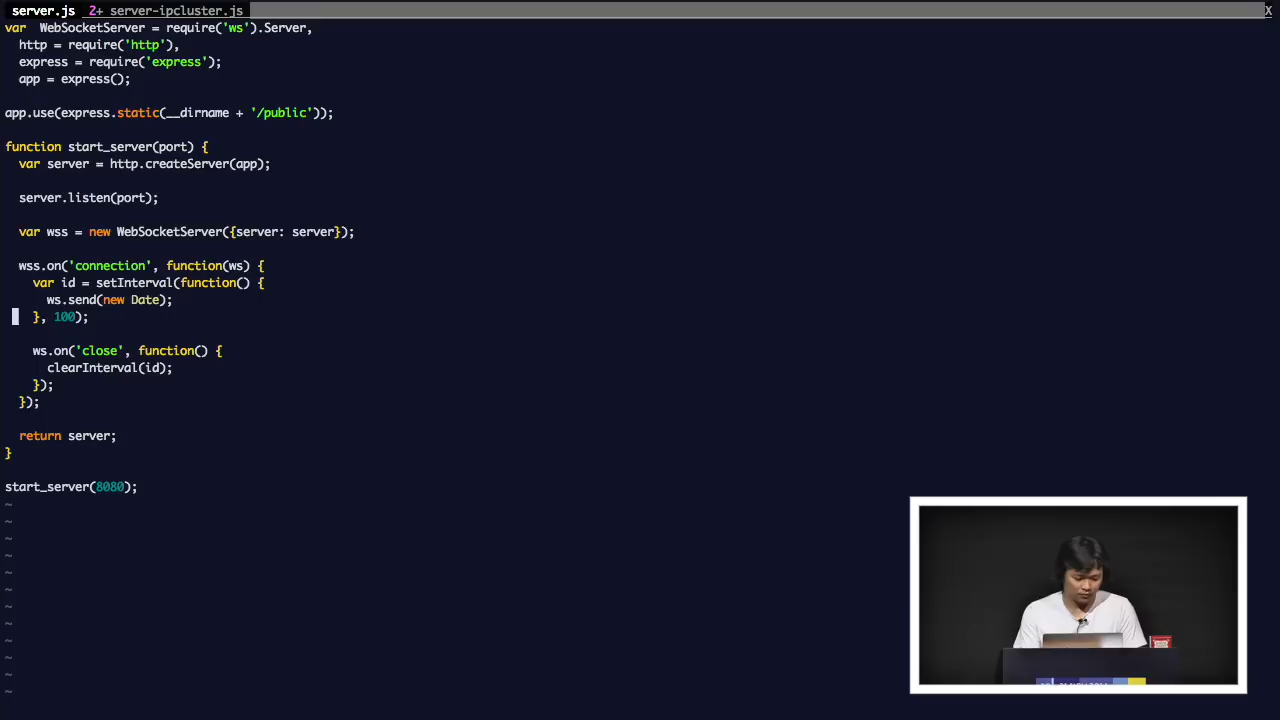 server.js  2+ server-ipcluster.js X
var  WebSocketServer = require('ws').Server,
  http = require('http'),
  express = require('express');
  app = express();
app.use(express.static(__dirname + '/public'));
function start_server(port) {
  var server = http.createServer(app);
  server.listen(port);
  var wss = new WebSocketServer({server: server});
  wss.on('connection', function(ws) {
    var id = setInterval(function() {
      ws.send(new Date);
    }, 100);
    ws.on('close', function() {
      clearInterval(id);
    });
  });
  return server;
}
start_server(8080);
~
~
~
~
~
~
~
~
~
~
~
~